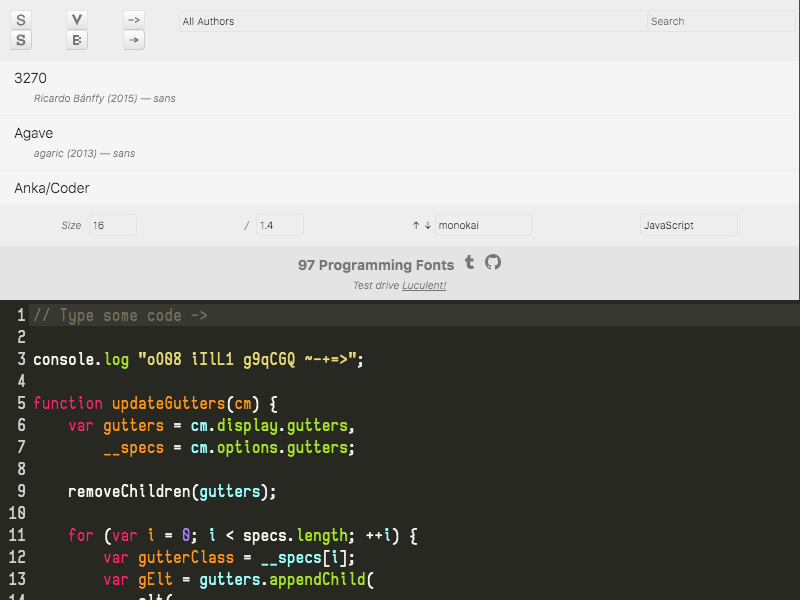 S V -> All Authors Search
S B →
3270
Ricardo Bánffy (2015) — sans
Agave
agaric (2013) — sans
Anka/Coder
Size 16 / 1.4 ↑ ↓ monokai JavaScript
97 Programming Fonts t
Test drive Luculent!
1 // Type some code ->
2
3 console.log "oO08 iIlL1 g9qCGQ ~-+=>";
4
5 function updateGutters(cm) {
6 var gutters = cm.display.gutters,
7 __specs = cm.options.gutters;
8
9 removeChildren(gutters);
10
11 for (var i = 0; i < specs.length; ++i) {
12 var gutterClass = __specs[i];
13 var gElt = gutters.appendChild(